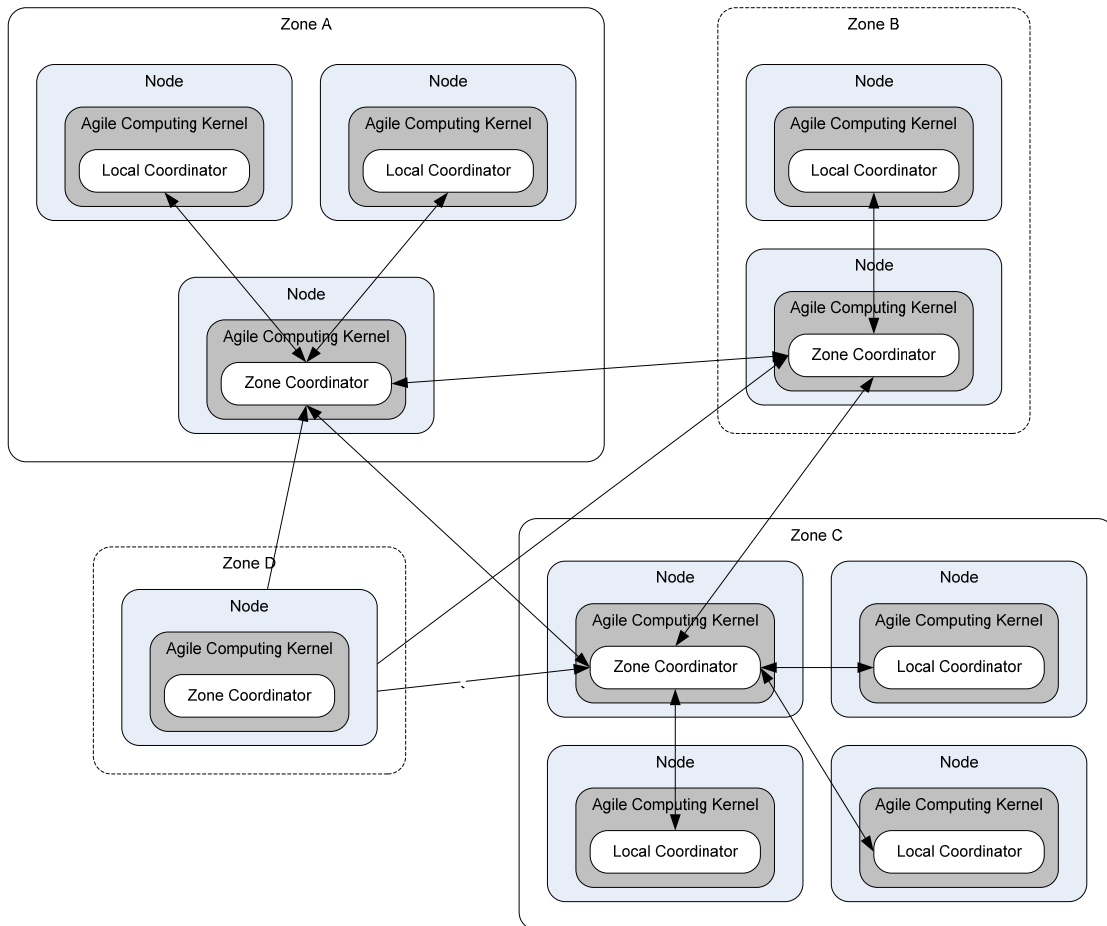 Zone A
Node
Agile Computing Kernel
Local Coordinator
Node
Agile Computing Kernel
Local Coordinator
Node
Agile Computing Kernel
Zone Coordinator
Zone B
Node
Agile Computing Kernel
Local Coordinator
Node
Agile Computing Kernel
Zone Coordinator
Zone D
Node
Agile Computing Kernel
Zone Coordinator
Zone C
Node
Agile Computing Kernel
Zone Coordinator
Node
Agile Computing Kernel
Local Coordinator
Node
Agile Computing Kernel
Local Coordinator
Node
Agile Computing Kernel
Local Coordinator